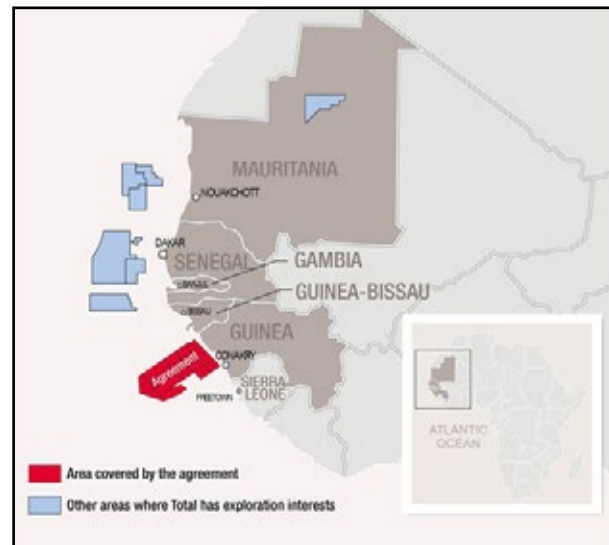 MAURITANIA
NOUAKCHOTT
DAKAR
SENEGAL
GAMBIA
BANJUL
GUINEA-BISSAU
BISSAU
GUINEA
Agreement
CONAKRY
SIERRA
LEONE
FREETOWN
ATLANTIC
OCEAN
Area covered by the agreement
Other areas where Total has exploration interests